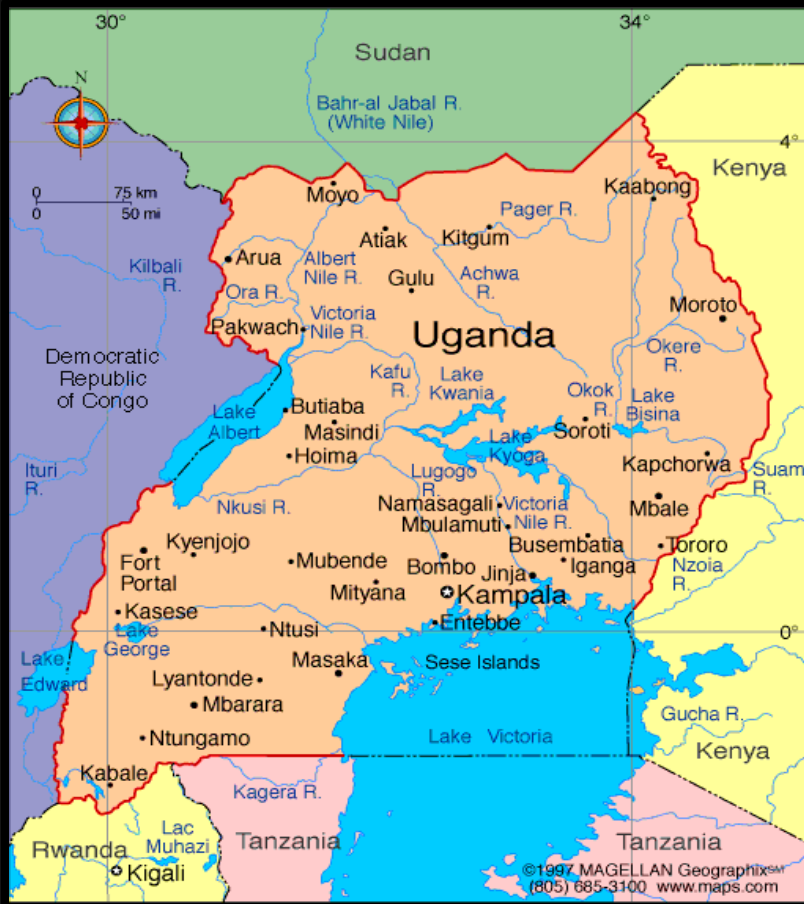 30°
34°
Sudan
N
Bahr-al Jabal R.
(White Nile)
4°
Kenya
0 75 km
0 50 mi
Moyo
Kaabong
Pager R.
Atiak
Kitgum
Arua
Albert
Nile R.
Kilbali
R.
Achwa
R.
Gulu
Ora R.
Moroto
Pakwach
Victoria
Nile R.
Uganda
Okere
R.
Democratic
Republic
of Congo
Kafu
R.
Lake
Kwania
Okok
R.
Lake
Bisina
Butiaba
Lake
Albert
Masindi
Soroti
Lake
Kyoga
Hoima
Kapchorwa
Ituri
R.
Lugogo
R.
Suam
R.
Nkusi R.
Namasagali
Victoria
Nile R.
Mbale
Mbulamuti
Kyenjojo
Busembatia
Tororo
Fort
Portal
Mubende
Bombo
Jinja
Iganga
Nzoia
R.
Mityana
Kampala
Kasese
Entebbe
Lake
George
Ntusi
0°
Lake
Edward
Masaka
Sese Islands
Lyantonde
Mbarara
Gucha R.
Ntungamo
Lake Victoria
Kenya
Kabale
Kagera R.
Rwanda
Lac
Muhazi
Tanzania
Tanzania
Kigali
©1997 MAGELLAN Geographix℠
(805) 685-3100 www.maps.com